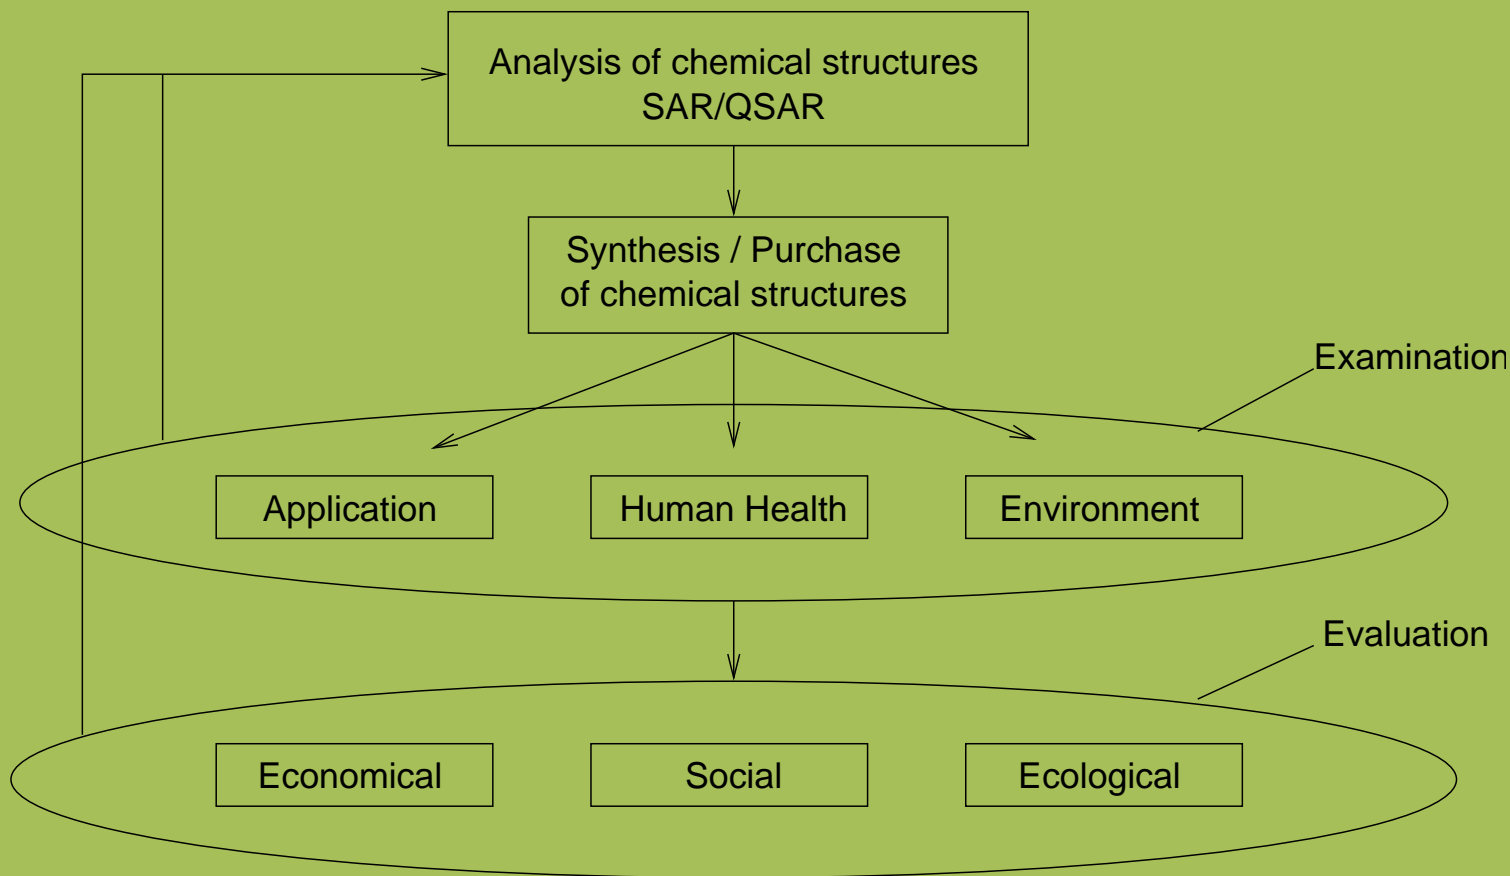 Analysis of chemical structures
SAR/QSAR
Synthesis / Purchase
of chemical structures
Examination
Application
Human Health
Environment
Evaluation
Economical
Social
Ecological